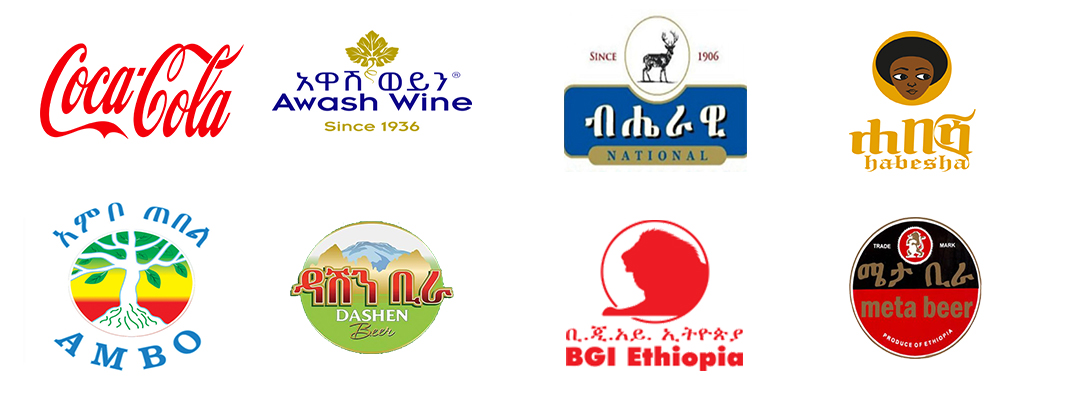 Coca-Cola
አዋሽ ወይን®
Awash Wine
Since 1936
SINCE 1906
ብሔራዊ
NATIONAL
ሐበሻ
habesha
አምቦ ጠበል
AMBO
ዳሽን ቢራ
DASHEN
Beer
ቢ.ጂ.አይ. ኢትዮጵያ
BGI Ethiopia
TRADE MARK
ሜታ ቢራ
meta beer
PRODUCE OF ETHIOPIA